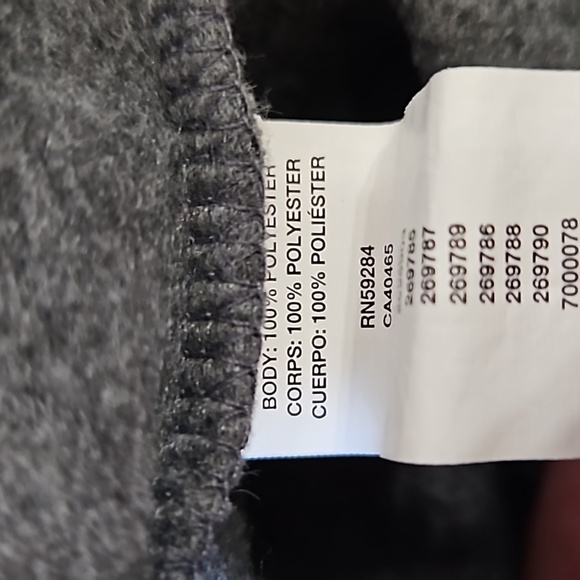 BODY: 100% POLYESTER
CORPS: 100% POLYESTER
CUERPO: 100% POLIÉSTER
RN59284
CA40465
269785
269787
269789
269786
269788
269790
7000078